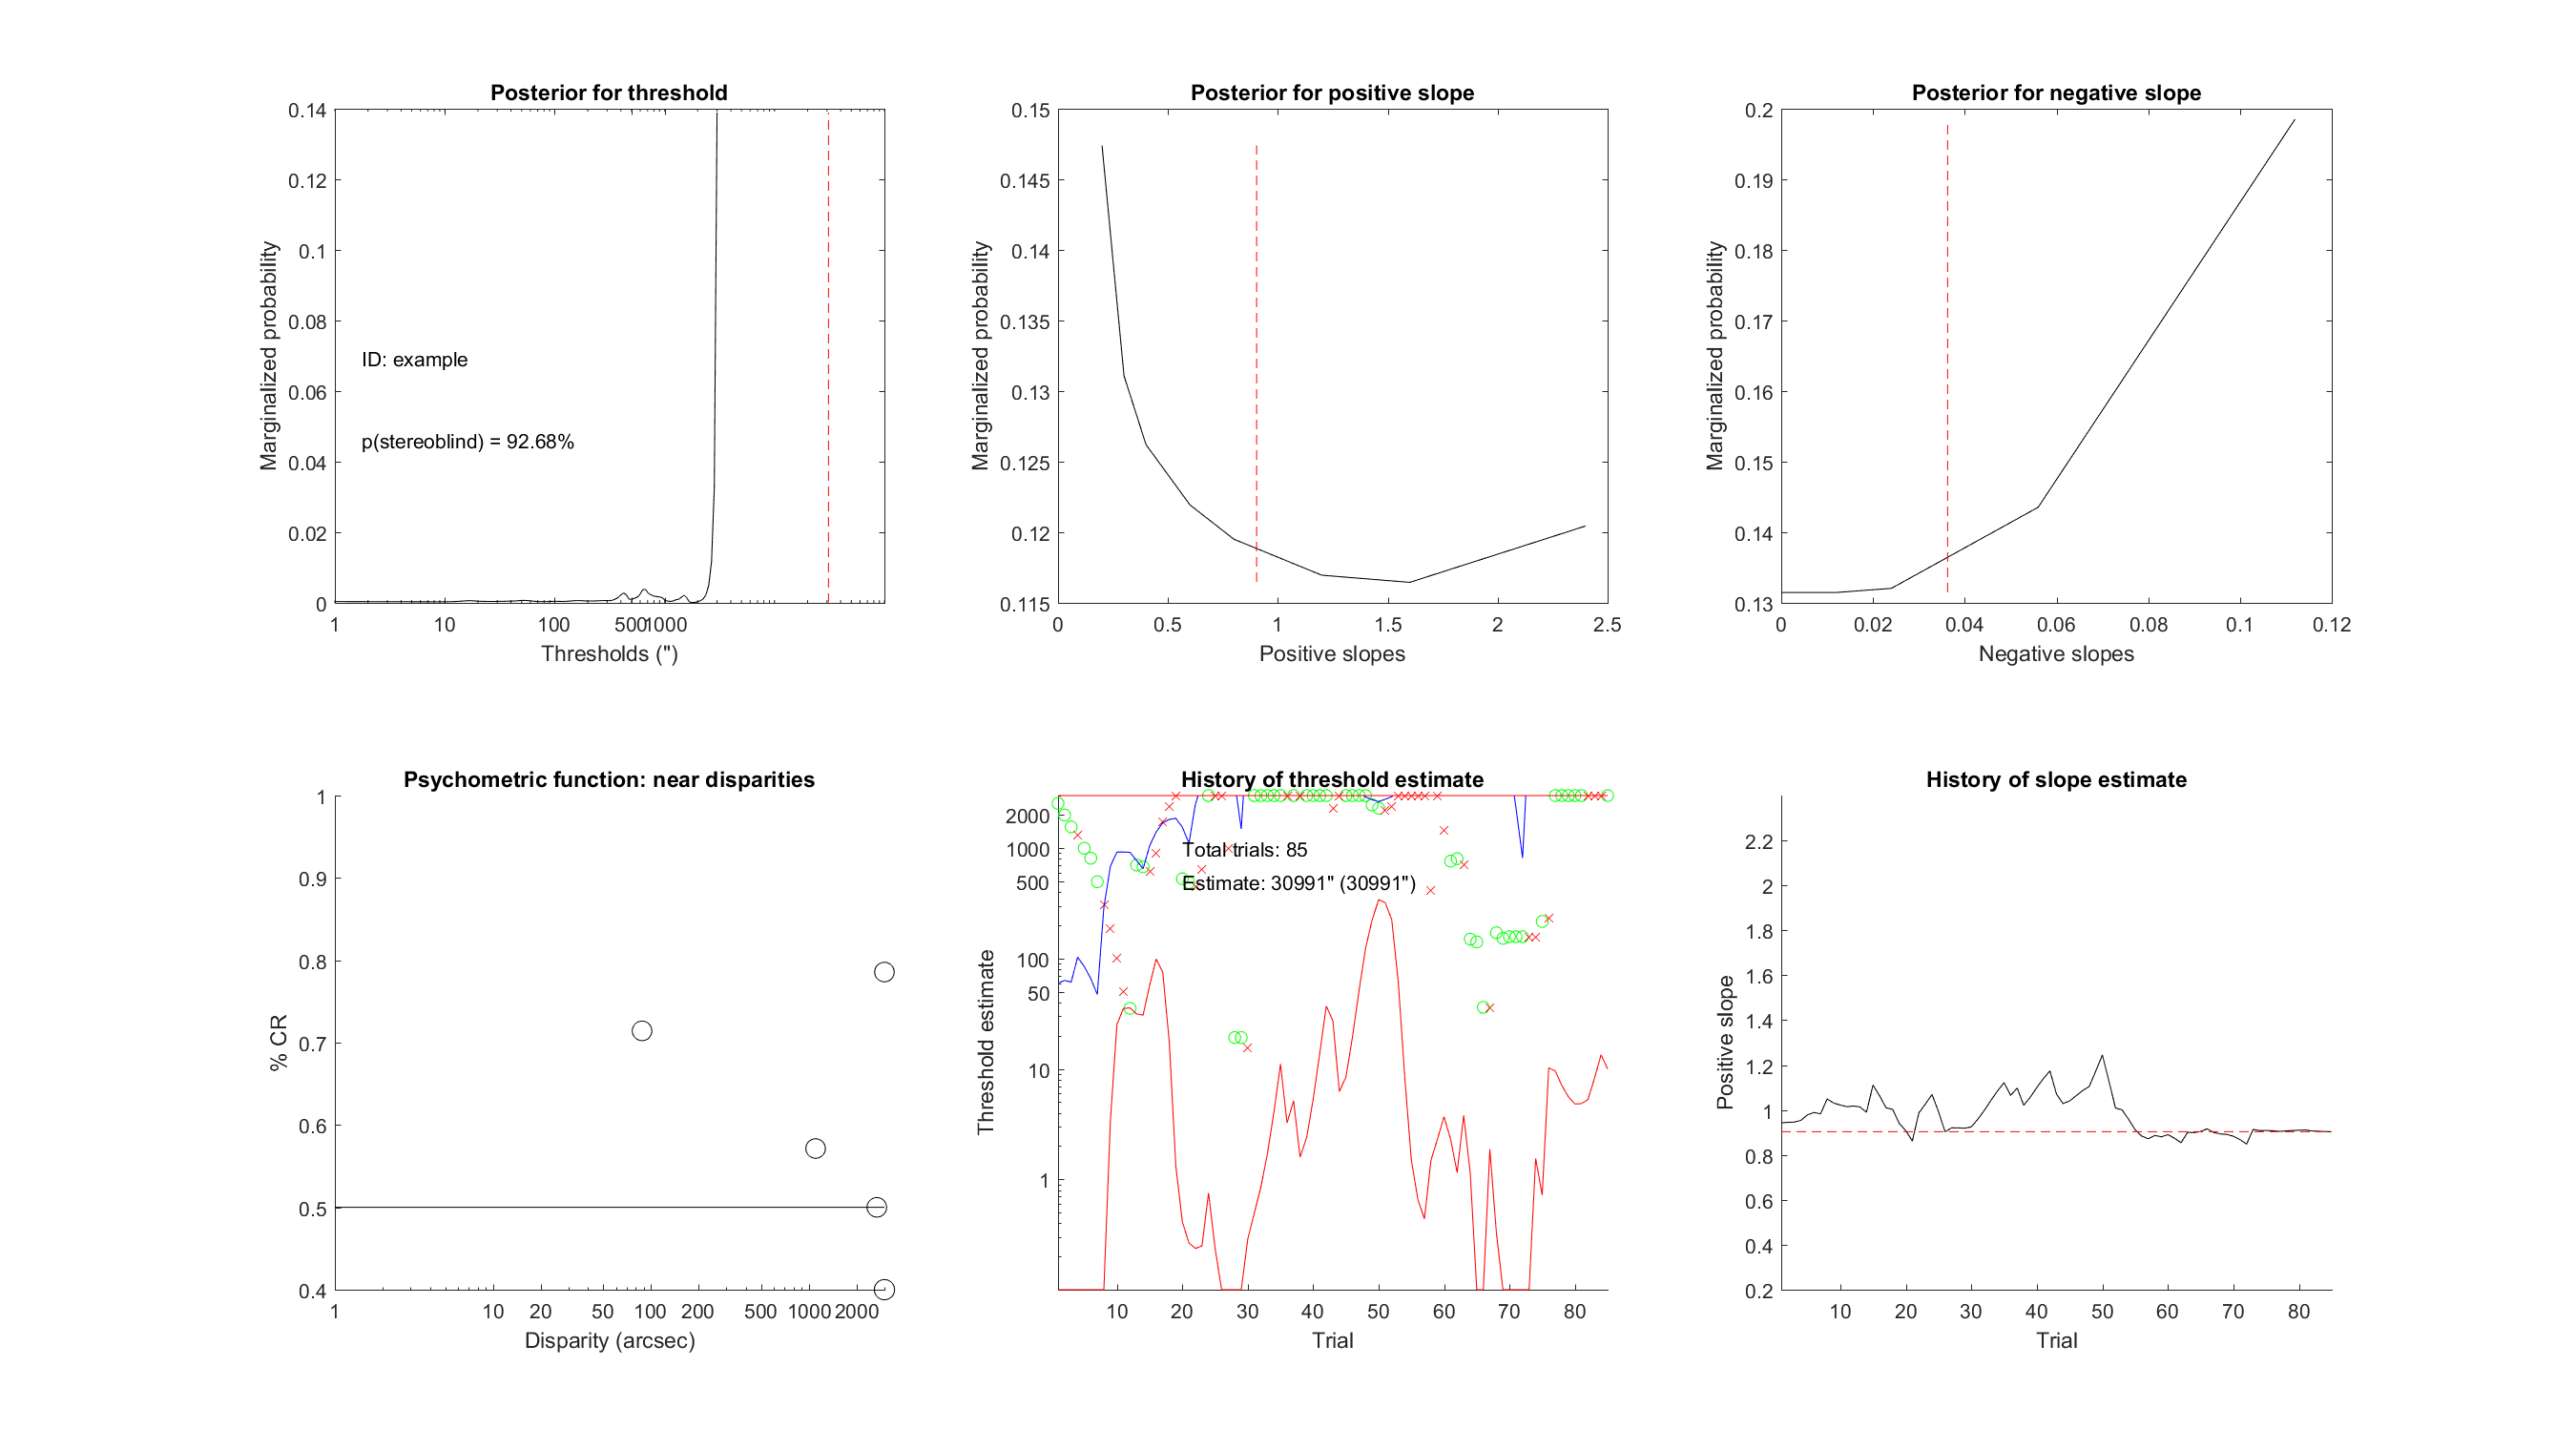 Posterior for threshold
0.14
0.12
0.1
0.08
0.06
0.04
0.02
0
Marginalized probability
ID: example
p(stereoblind) = 92.68%
1 10 100 500 1000
Thresholds (")
Posterior for positive slope
0.15
0.145
0.14
0.135
0.13
0.125
0.12
0.115
Marginalized probability
0 0.5 1 1.5 2 2.5
Positive slopes
Posterior for negative slope
0.2
0.19
0.18
0.17
0.16
0.15
0.14
0.13
Marginalized probability
0 0.02 0.04 0.06 0.08 0.1 0.12
Negative slopes
Psychometric function: near disparities
1
0.9
0.8
0.7
0.6
0.5
0.4
% CR
1 10 20 50 100 200 500 1000 2000
Disparity (arcsec)
History of threshold estimate
2000
1000
500
100
50
10
1
Threshold estimate
Total trials: 85
Estimate: 30991" (30991")
10 20 30 40 50 60 70 80
Trial
History of slope estimate
2.2
2
1.8
1.6
1.4
1.2
1
0.8
0.6
0.4
0.2
Positive slope
10 20 30 40 50 60 70 80
Trial